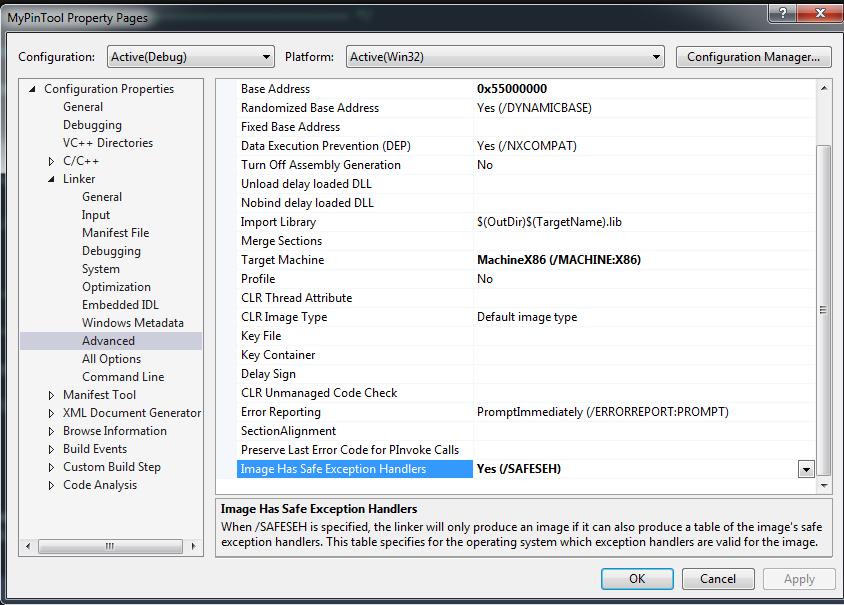 MyPinTool Property Pages
Configuration: Active(Debug) Platform: Active(Win32) Configuration Manager...
Configuration Properties
General
Debugging
VC++ Directories
C/C++
Linker
General
Input
Manifest File
Debugging
System
Optimization
Embedded IDL
Windows Metadata
Advanced
All Options
Command Line
Manifest Tool
XML Document Generator
Browse Information
Build Events
Custom Build Step
Code Analysis
Base Address 0x55000000
Randomized Base Address Yes (/DYNAMICBASE)
Fixed Base Address
Data Execution Prevention (DEP) Yes (/NXCOMPAT)
Turn Off Assembly Generation No
Unload delay loaded DLL
Nobind delay loaded DLL
Import Library $(OutDir)$(TargetName).lib
Merge Sections
Target Machine MachineX86 (/MACHINE:X86)
Profile No
CLR Thread Attribute
CLR Image Type Default image type
Key File
Key Container
Delay Sign
CLR Unmanaged Code Check
Error Reporting PromptImmediately (/ERRORREPORT:PROMPT)
SectionAlignment
Preserve Last Error Code for PInvoke Calls
Image Has Safe Exception Handlers Yes (/SAFESEH)
Image Has Safe Exception Handlers
When /SAFESEH is specified, the linker will only produce an image if it can also produce a table of the image's safe
exception handlers. This table specifies for the operating system which exception handlers are valid for the image.
OK Cancel Apply